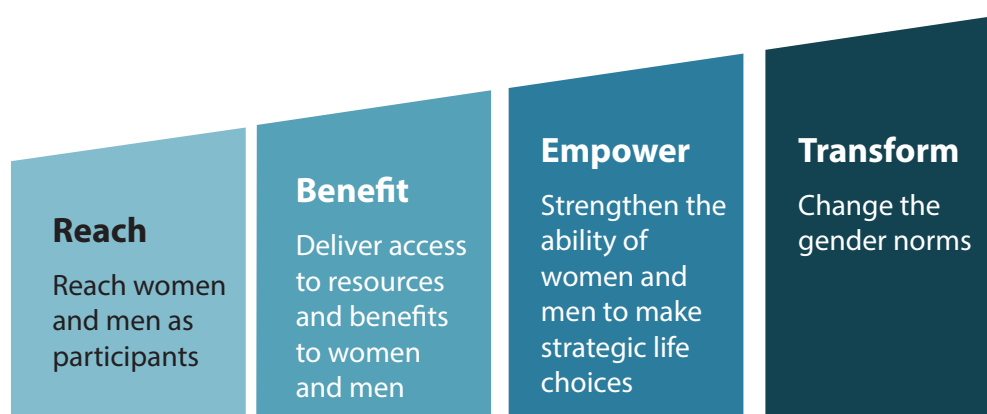 Reach
Reach women
and men as
participants
Benefit
Deliver access
to resources
and benefits
to women
and men
Empower
Strengthen the
ability of
women and
men to make
strategic life
choices
Transform
Change the
gender norms